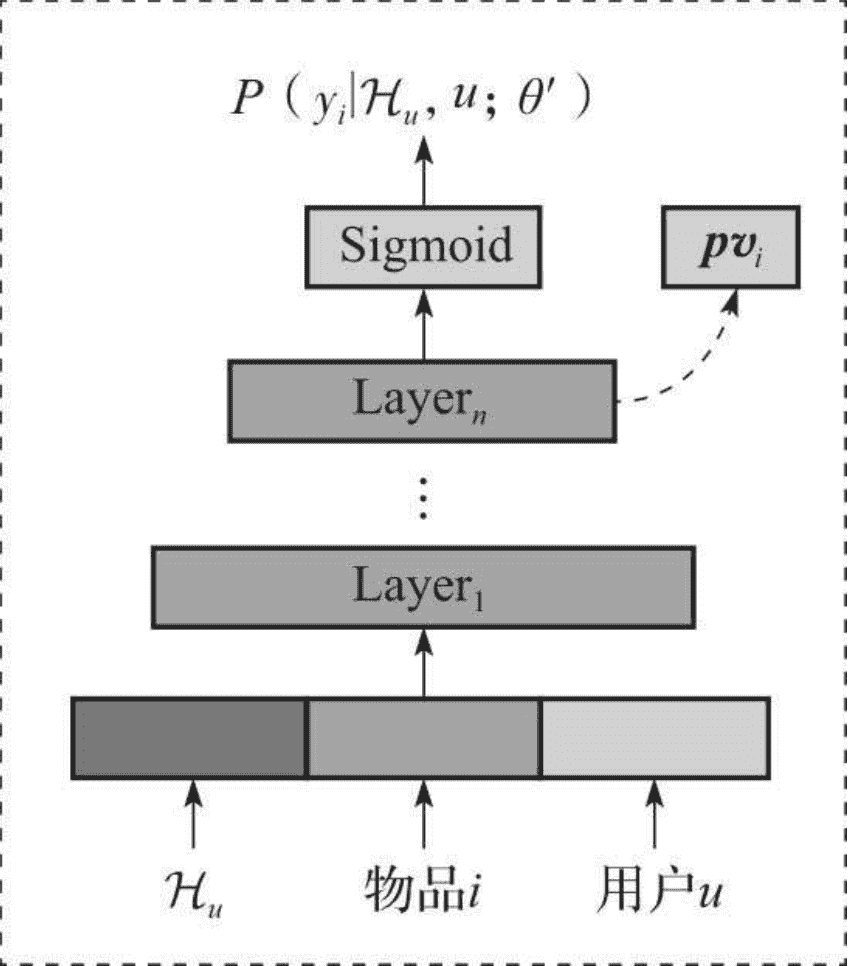 P（y_i|ℋ_u, u; θ′）
Sigmoid
pv_i
Layer_n
⋮
Layer_1
ℋ_u
物品i
用户u